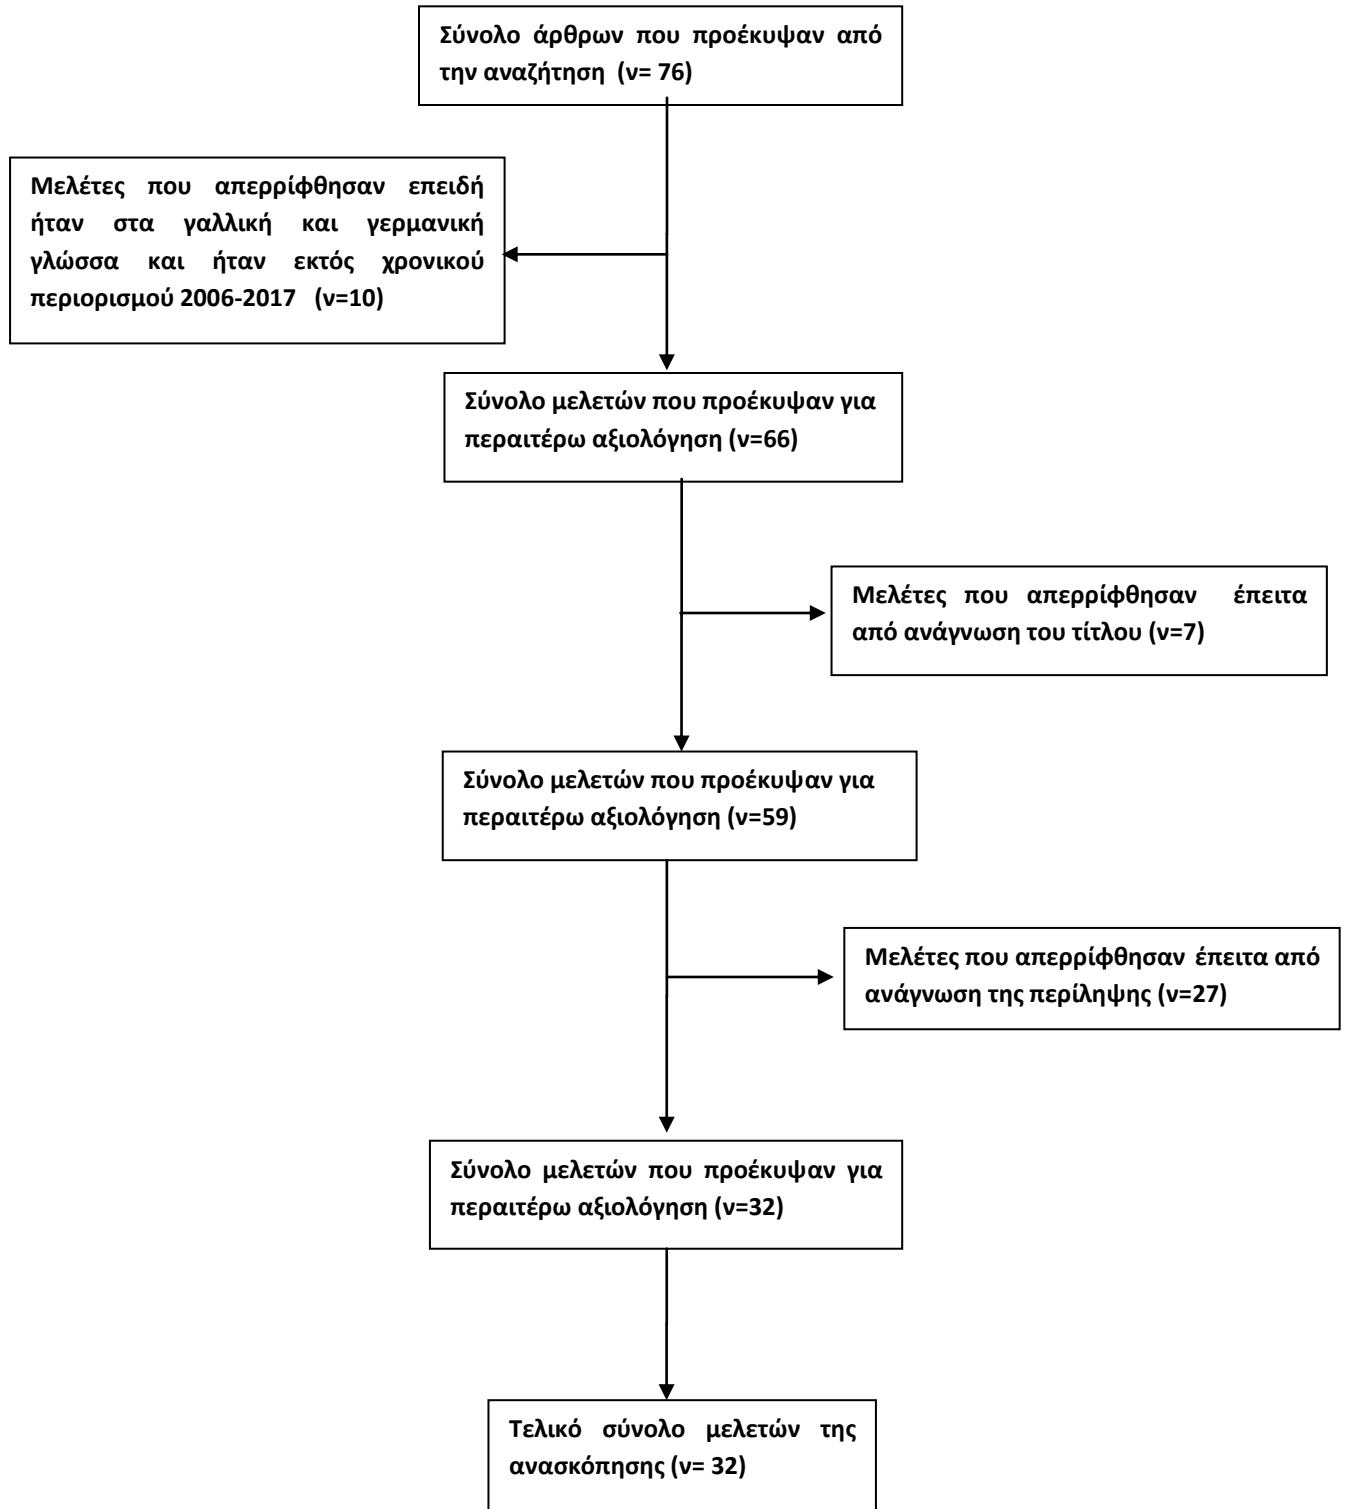 Σύνολο άρθρων που προέκυψαν από
την αναζήτηση (ν= 76)
Μελέτες που απερρίφθησαν επειδή
ήταν στα γαλλική και γερμανική
γλώσσα και ήταν εκτός χρονικού
περιορισμού 2006-2017 (ν=10)
Σύνολο μελετών που προέκυψαν για
περαιτέρω αξιολόγηση (ν=66)
Μελέτες που απερρίφθησαν έπειτα
από ανάγνωση του τίτλου (ν=7)
Σύνολο μελετών που προέκυψαν για
περαιτέρω αξιολόγηση (ν=59)
Μελέτες που απερρίφθησαν έπειτα από
ανάγνωση της περίληψης (ν=27)
Σύνολο μελετών που προέκυψαν για
περαιτέρω αξιολόγηση (ν=32)
Τελικό σύνολο μελετών της
ανασκόπησης (ν= 32)